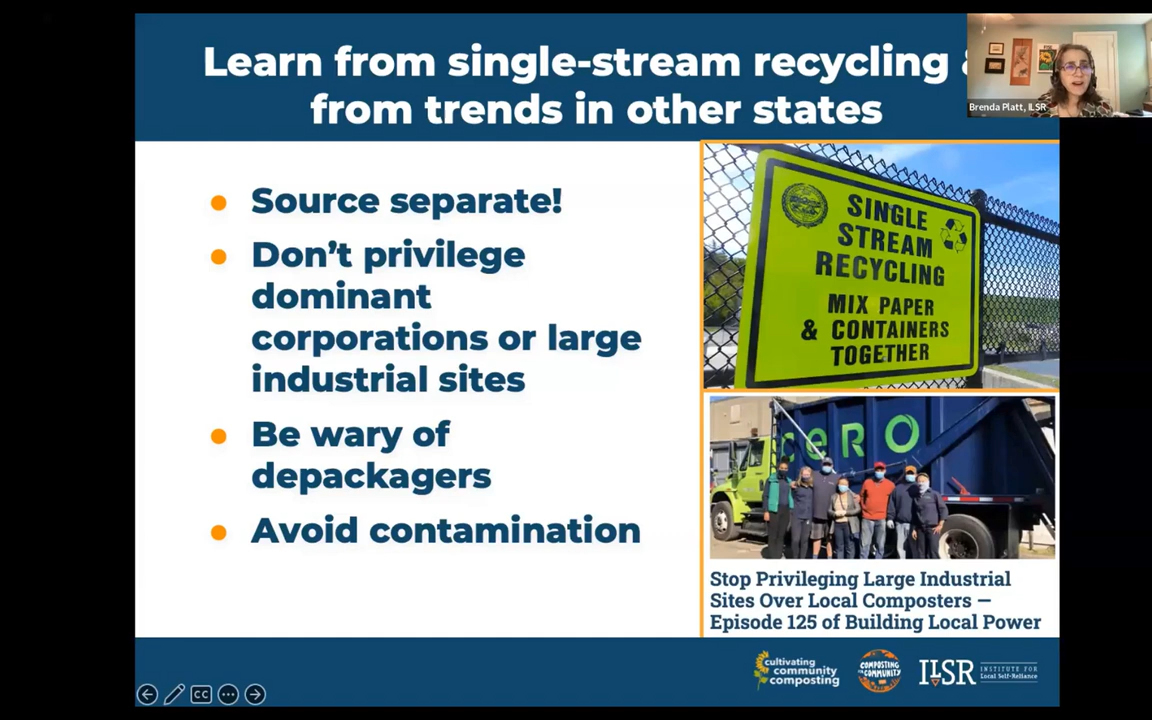 Learn from single-stream recycling
from trends in other states
Brenda Platt, ILSR
● Source separate!
● Don't privilege
dominant
corporations or large
industrial sites
● Be wary of
depackagers
● Avoid contamination
SINGLE
STREAM
RECYCLING
MIX PAPER
& CONTAINERS
TOGETHER
CERO
Stop Privileging Large Industrial
Sites Over Local Composters —
Episode 125 of Building Local Power
cultivating
community
composting
COMPOSTING
FOR
COMMUNITY
ILSR
INSTITUTE FOR
Local Self-Reliance
CC